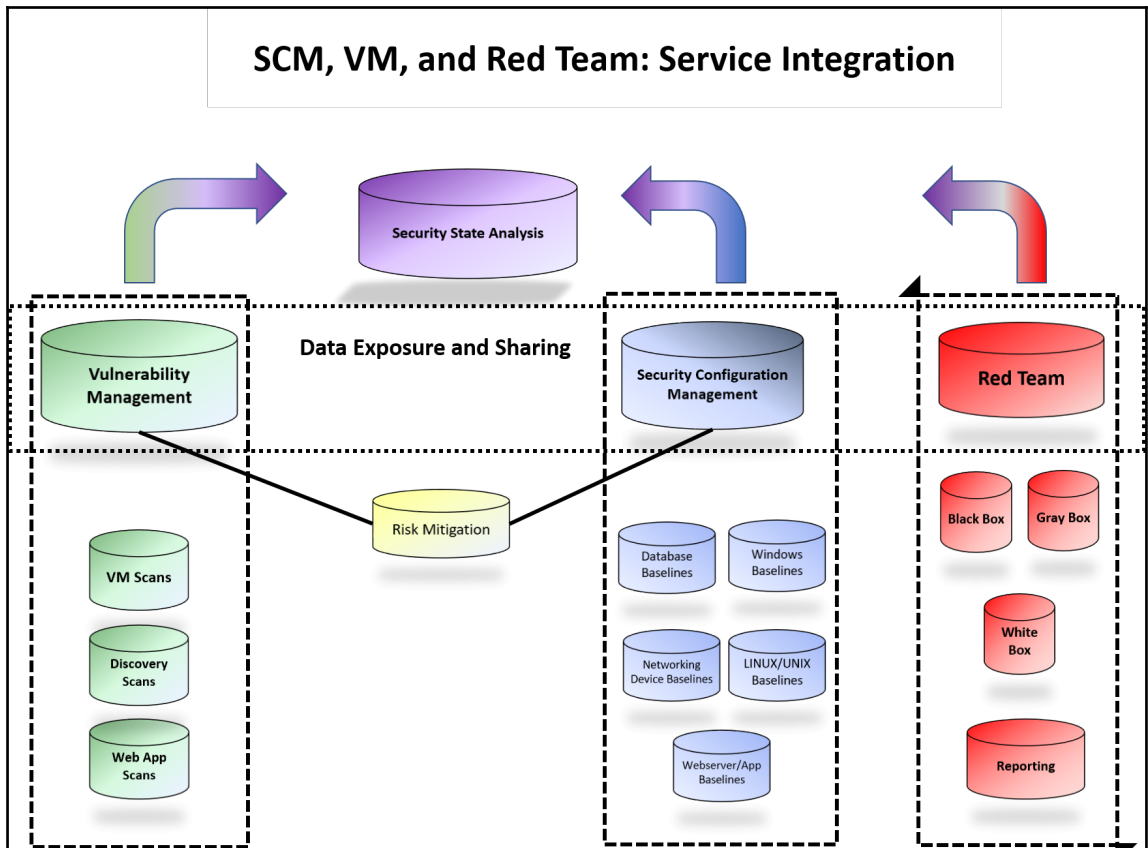 SCM, VM, and Red Team: Service Integration
Security State Analysis
Data Exposure and Sharing
Vulnerability
Management
Security Configuration
Management
Red Team
Risk Mitigation
VM Scans
Discovery
Scans
Web App
Scans
Database
Baselines
Windows
Baselines
Networking
Device Baselines
LINUX/UNIX
Baselines
Webserver/App
Baselines
Black Box
Gray Box
White
Box
Reporting